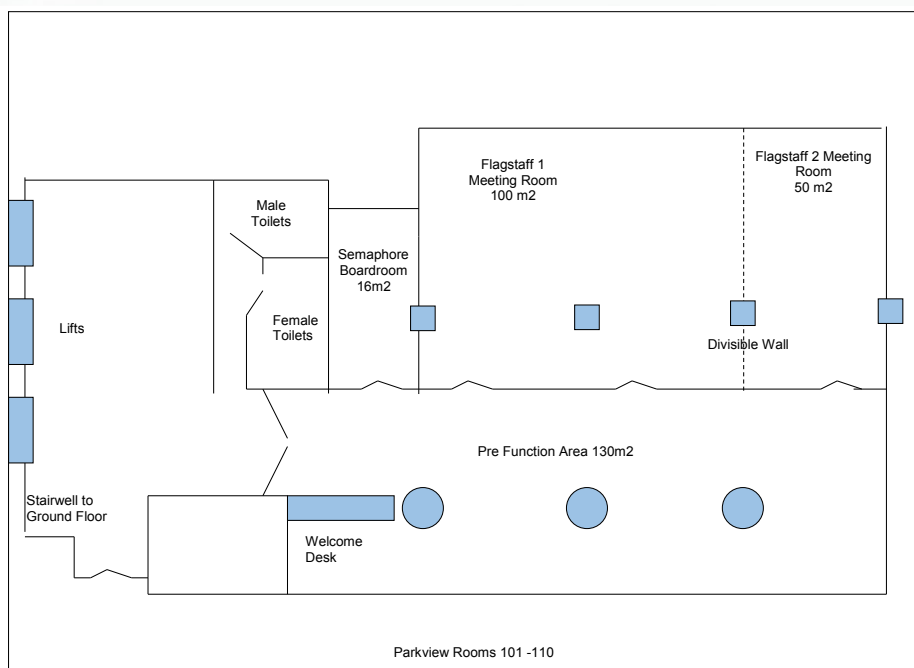 Flagstaff 1
Meeting Room
100 m2
Flagstaff 2 Meeting
Room
50 m2
Male
Toilets
Semaphore
Boardroom
16m2
Lifts
Female
Toilets
Divisible Wall
Pre Function Area 130m2
Stairwell to
Ground Floor
Welcome
Desk
Parkview Rooms 101 -110